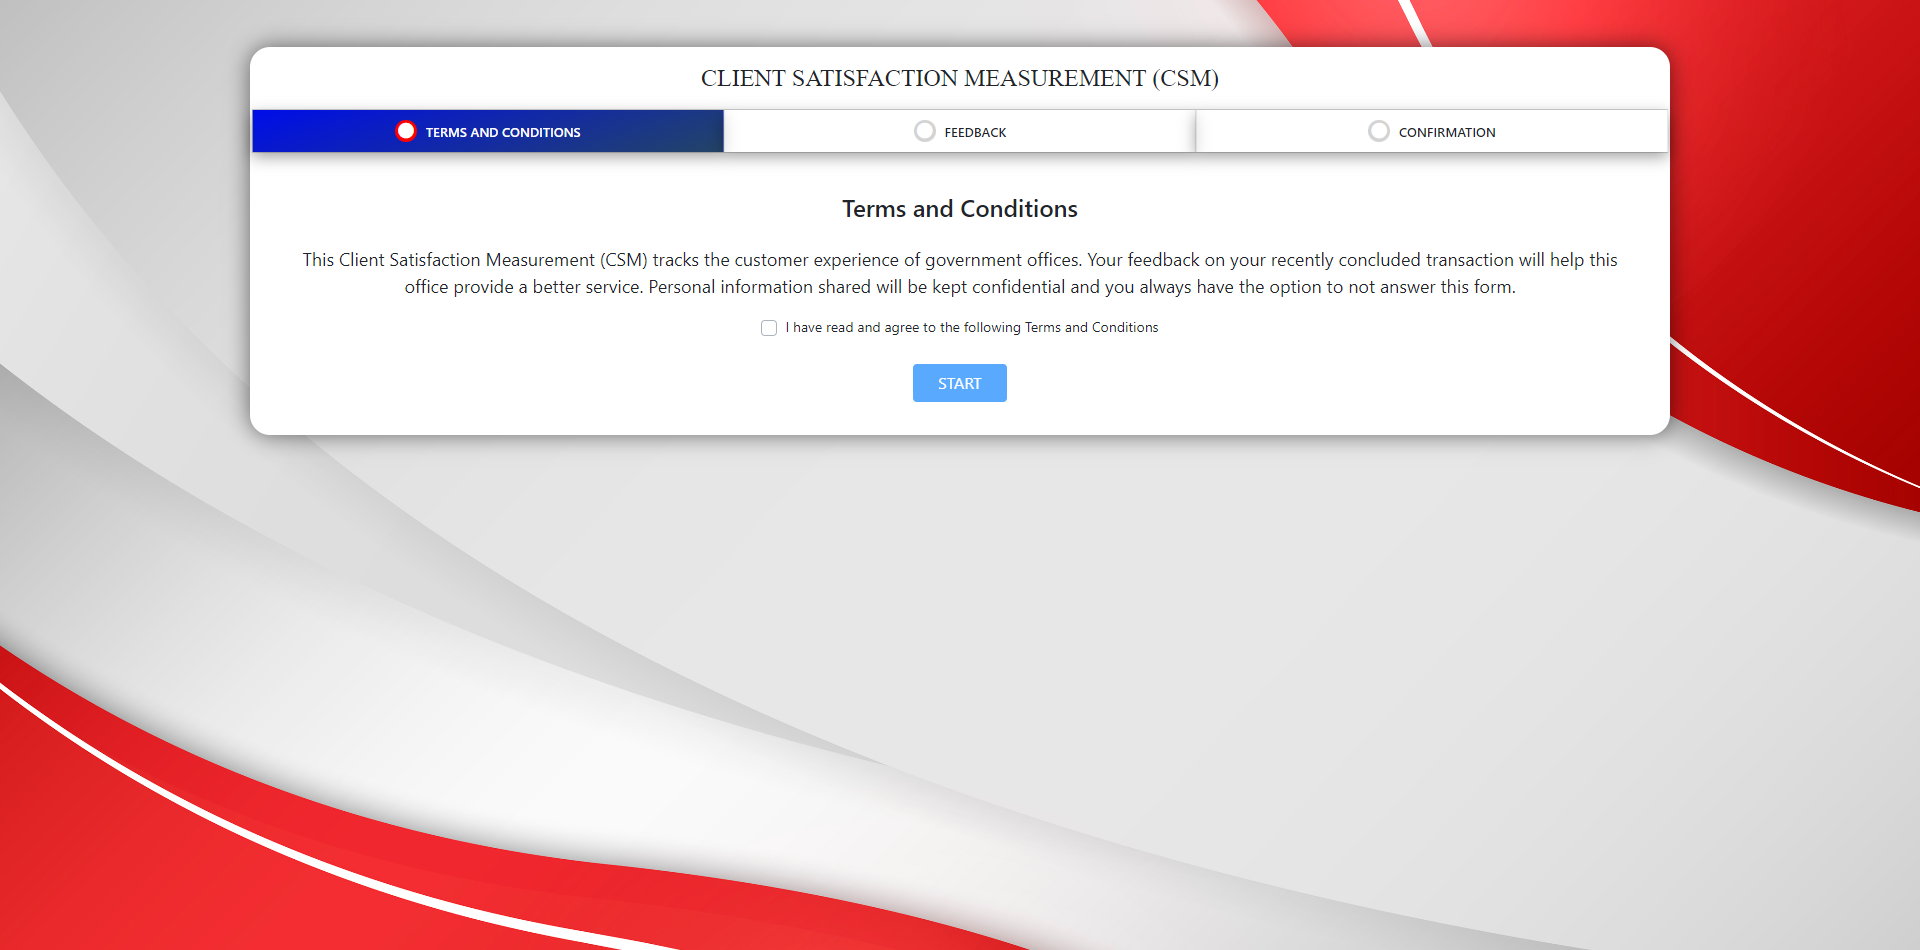 CLIENT SATISFACTION MEASUREMENT (CSM)
TERMS AND CONDITIONS
FEEDBACK
CONFIRMATION
Terms and Conditions
This Client Satisfaction Measurement (CSM) tracks the customer experience of government offices. Your feedback on your recently concluded transaction will help this
office provide a better service. Personal information shared will be kept confidential and you always have the option to not answer this form.
I have read and agree to the following Terms and Conditions
START